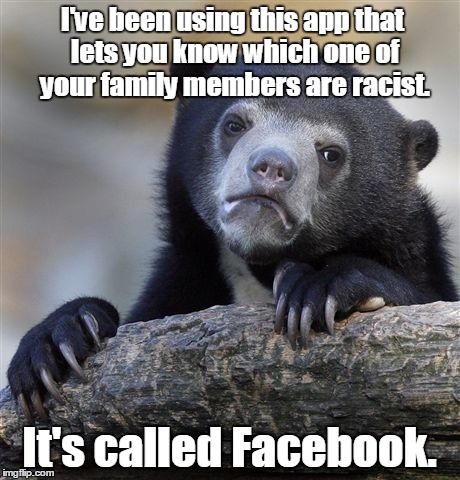 I've been using this app that
lets you know which one of
your family members are racist.
It's called Facebook.
imgflip.com